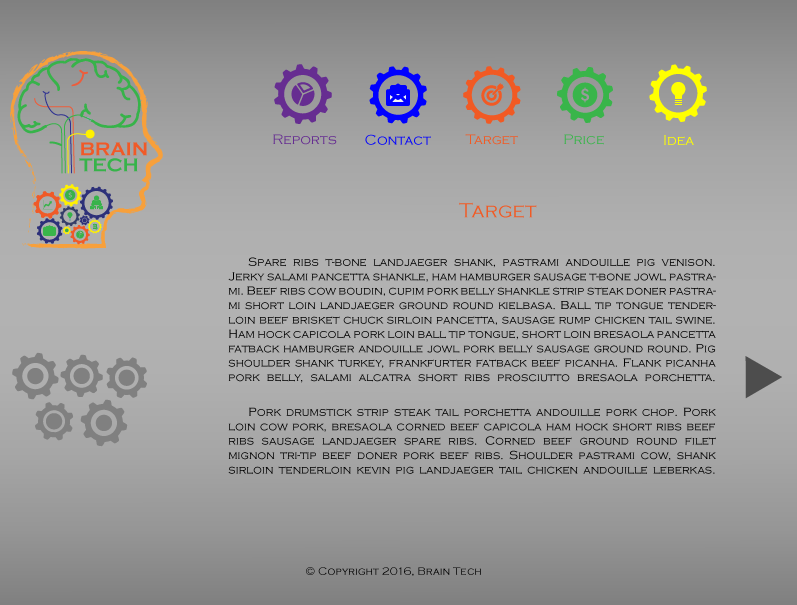 BRAIN
TECH
Reports Contact Target Price Idea
Target
Spare ribs t-bone landjaeger shank, pastrami andouille pig venison.
Jerky salami pancetta shankle, ham hamburger sausage t-bone jowl pastra-
mi. Beef ribs cow boudin, cupim pork belly shankle strip steak doner pastra-
mi short loin landjaeger ground round kielbasa. Ball tip tongue tender-
loin beef brisket chuck sirloin pancetta, sausage rump chicken tail swine.
Ham hock capicola pork loin ball tip tongue, short loin bresaola pancetta
fatback hamburger andouille jowl pork belly sausage ground round. Pig
shoulder shank turkey, frankfurter fatback beef picanha. Flank picanha
pork belly, salami alcatra short ribs prosciutto bresaola porchetta.
Pork drumstick strip steak tail porchetta andouille pork chop. Pork
loin cow pork, bresaola corned beef capicola ham hock short ribs beef
ribs sausage landjaeger spare ribs. Corned beef ground round filet
mignon tri-tip beef doner pork beef ribs. Shoulder pastrami cow, shank
sirloin tenderloin kevin pig landjaeger tail chicken andouille leberkas.
© Copyright 2016, Brain Tech